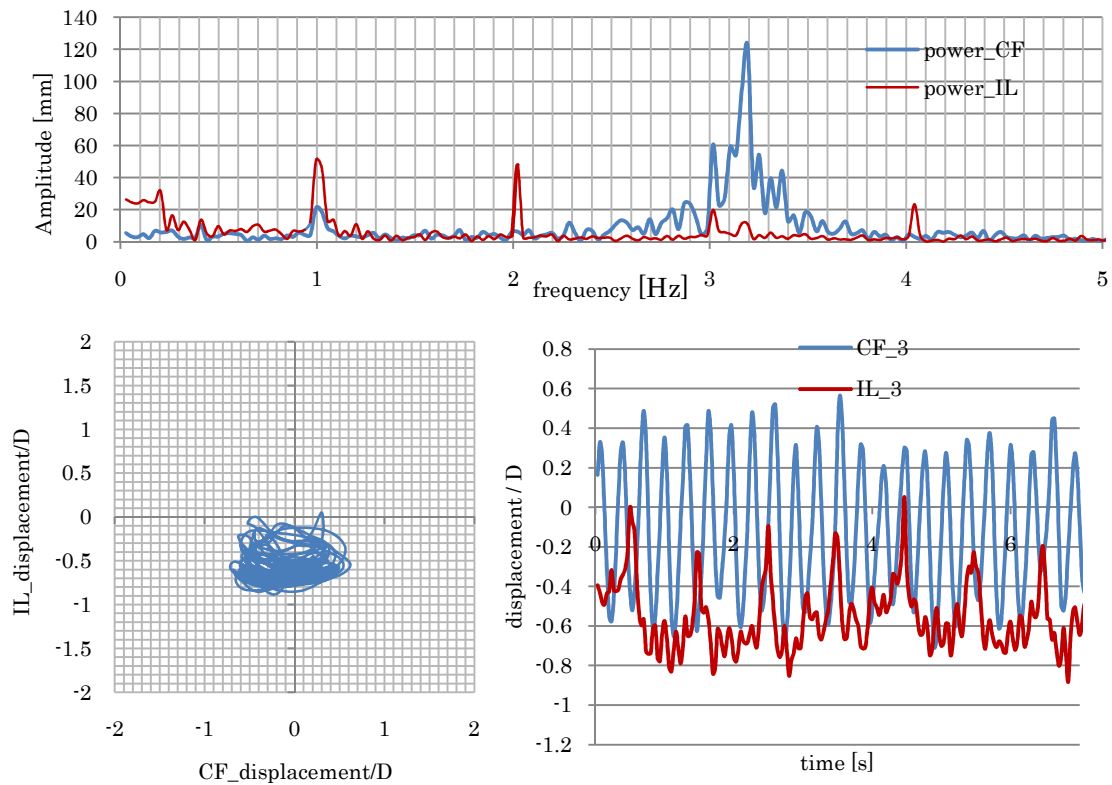 140
120
100
80
60
40
20
0
Amplitude [mm]
power_CF
power_IL
0 1 2 3 4 5
frequency [Hz]
2
1.5
1
0.5
0
-0.5
-1
-1.5
-2
IL_displacement/D
-2 -1 0 1 2
CF_displacement/D
0.8
0.6
0.4
0.2
0
-0.2
-0.4
-0.6
-0.8
-1
-1.2
displacement / D
CF_3
IL_3
0 2 4 6
time [s]